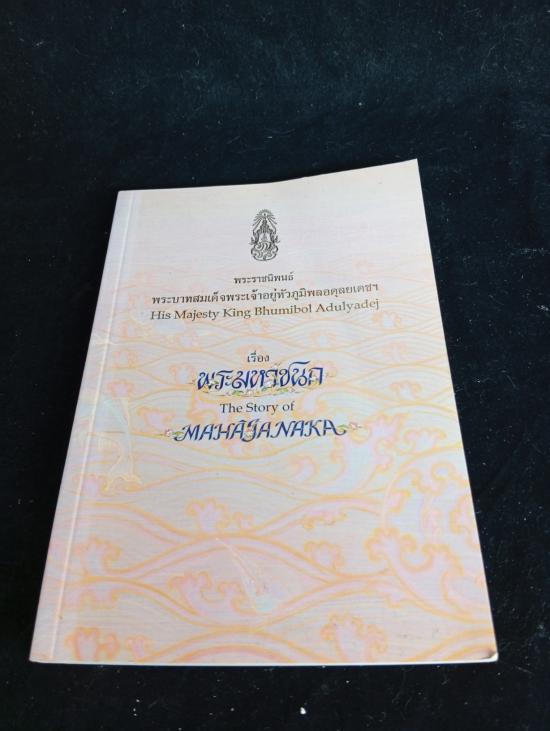 พระราชนิพนธ์
พระบาทสมเด็จพระเจ้าอยู่หัวภูมิพลอดุลยเดชฯ
His Majesty King Bhumibol Adulyadej
เรื่อง
พระมหาชนก
The Story of
MAHĀJANAKA